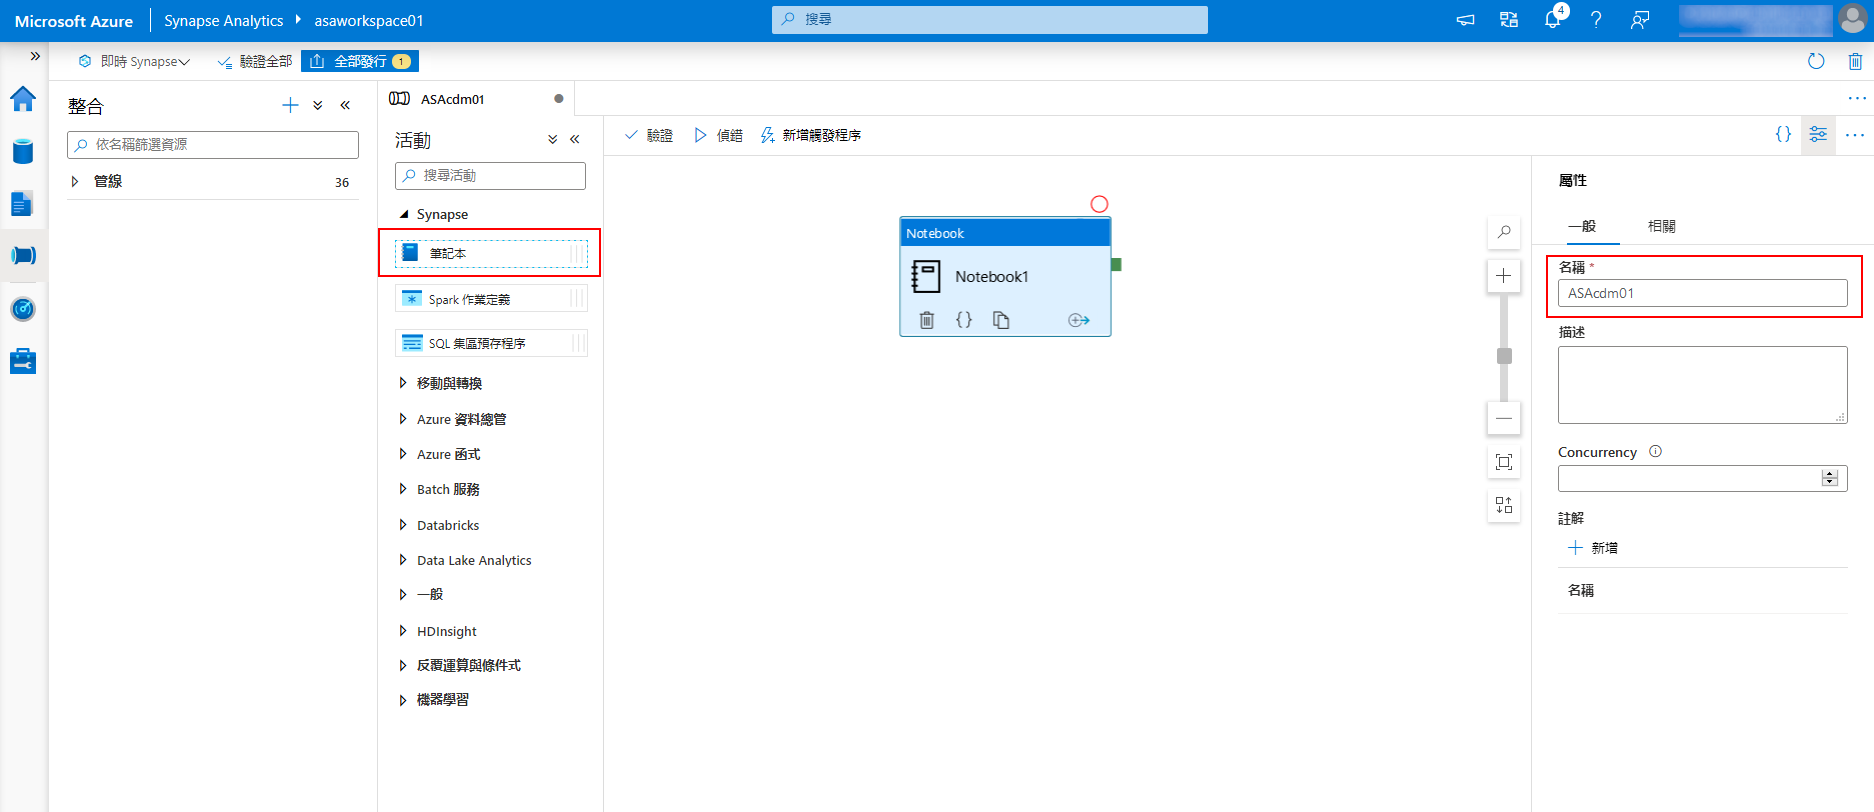 Microsoft Azure
Synapse Analytics
asaworkspace01
搜尋
4
即時 Synapse
驗證全部
全部發行
1
整合
依名稱篩選資源
管線
36
ASAcdm01
活動
搜尋活動
Synapse
筆記本
Spark 作業定義
SQL 集區預存程序
移動與轉換
Azure 資料總管
Azure 函式
Batch 服務
Databricks
Data Lake Analytics
一般
HDInsight
反覆運算與條件式
機器學習
驗證
偵錯
新增觸發程序
{}
Notebook
Notebook1
{}
屬性
一般
相關
名稱 *
ASAcdm01
描述
Concurrency
註解
新增
名稱